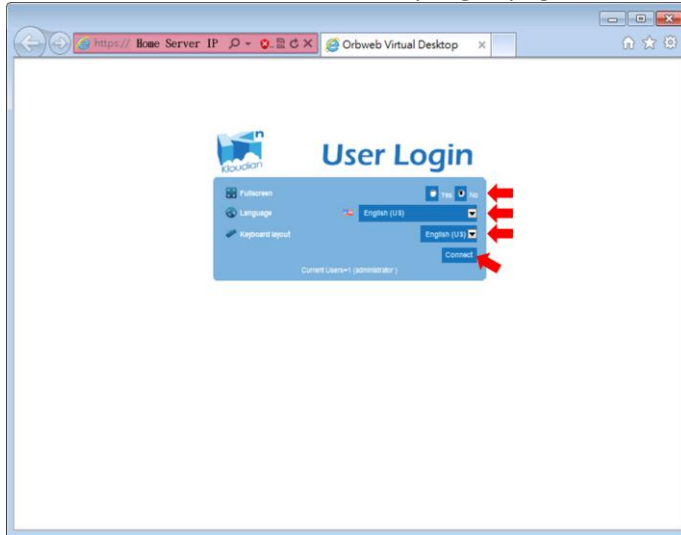 https:// Home Server IP
Orbweb Virtual Desktop
Kloudian
User Login
Fullscreen
Yes No
Language
English (US)
Keyboard layout
English (US)
Connect
Current Users=1 (administrator )